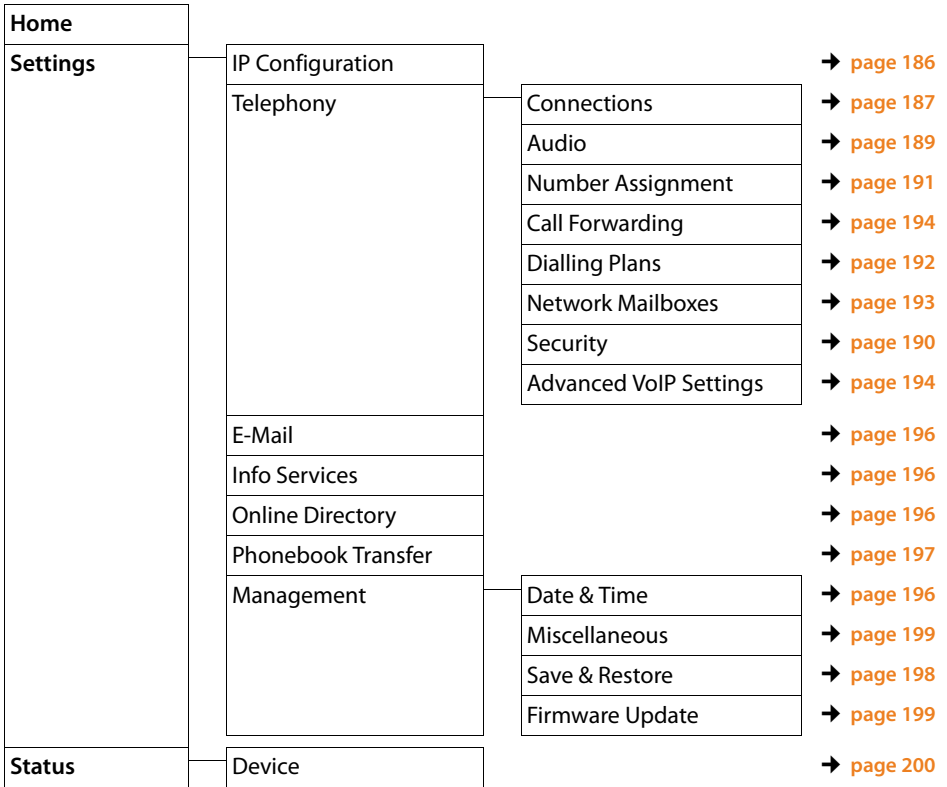 Home
Settings IP Configuration → page 186
Telephony Connections → page 187
Audio → page 189
Number Assignment → page 191
Call Forwarding → page 194
Dialling Plans → page 192
Network Mailboxes → page 193
Security → page 190
Advanced VoIP Settings → page 194
E-Mail → page 196
Info Services → page 196
Online Directory → page 196
Phonebook Transfer → page 197
Management Date & Time → page 196
Miscellaneous → page 199
Save & Restore → page 198
Firmware Update → page 199
Status Device → page 200